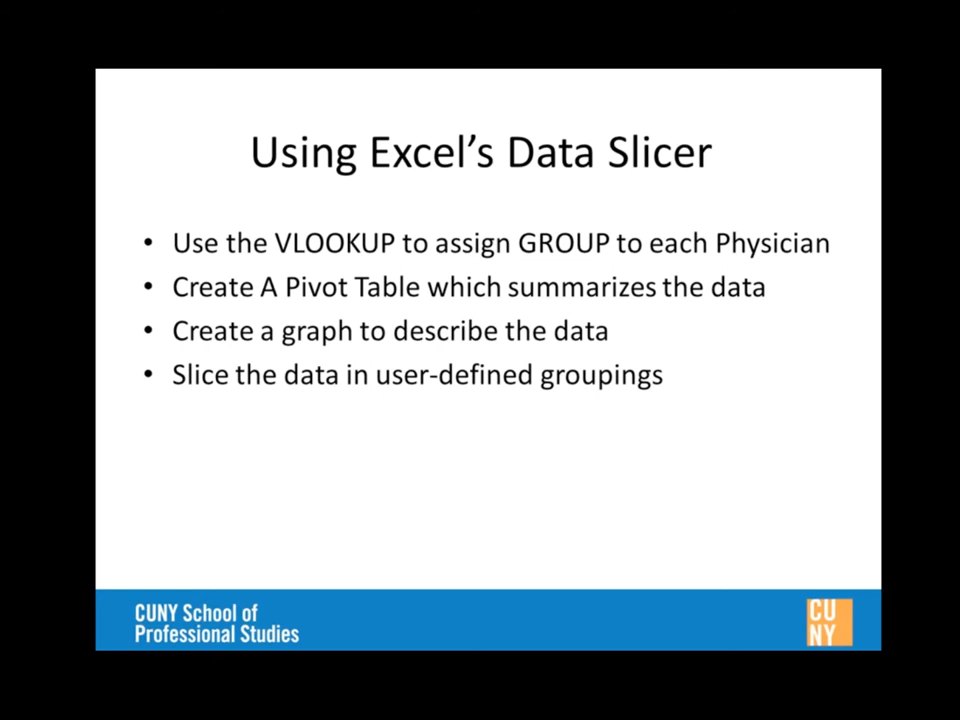 Using Excel’s Data Slicer
• Use the VLOOKUP to assign GROUP to each Physician
• Create A Pivot Table which summarizes the data
• Create a graph to describe the data
• Slice the data in user-defined groupings
CUNY School of
Professional Studies
CU
NY